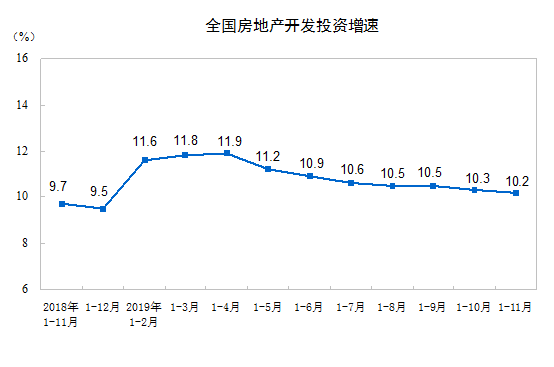 全国房地产开发投资增速
(%)
16
14
12
10
8
6
9.7
9.5
11.6
11.8
11.9
11.2
10.9
10.6
10.5
10.5
10.3
10.2
2018年
1-11月
1-12月
2019年
1-2月
1-3月
1-4月
1-5月
1-6月
1-7月
1-8月
1-9月
1-10月
1-11月